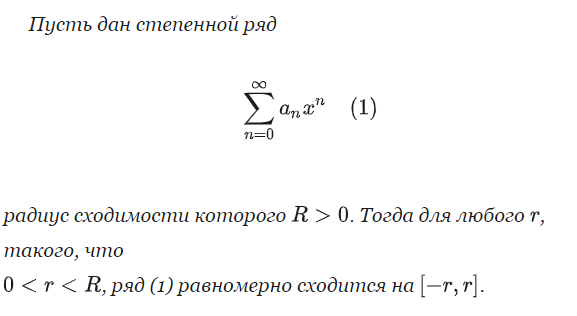 Пусть дан степенной ряд
∞
∑ aₙxⁿ (1)
n=0
радиус сходимости которого R > 0. Тогда для любого r,
такого, что
0 < r < R, ряд (1) равномерно сходится на [−r, r].